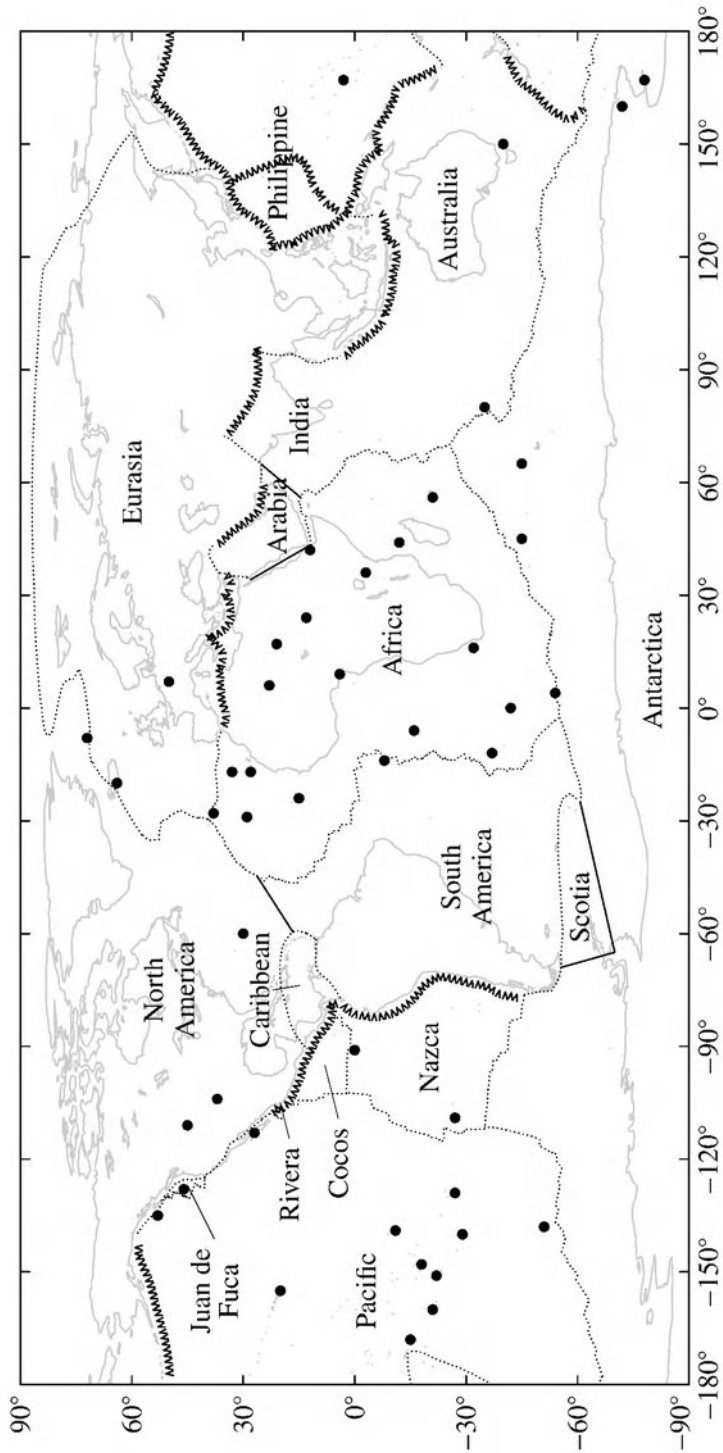 90°
60°
30°
0°
−30°
−60°
−90°
−180°
−150°
−120°
−90°
−60°
−30°
0°
30°
60°
90°
120°
150°
180°
North
America
Eurasia
Juan de
Fuca
Rivera
Cocos
Caribbean
Pacific
Nazca
South
America
Scotia
Africa
Arabia
India
Philippine
Australia
Antarctica